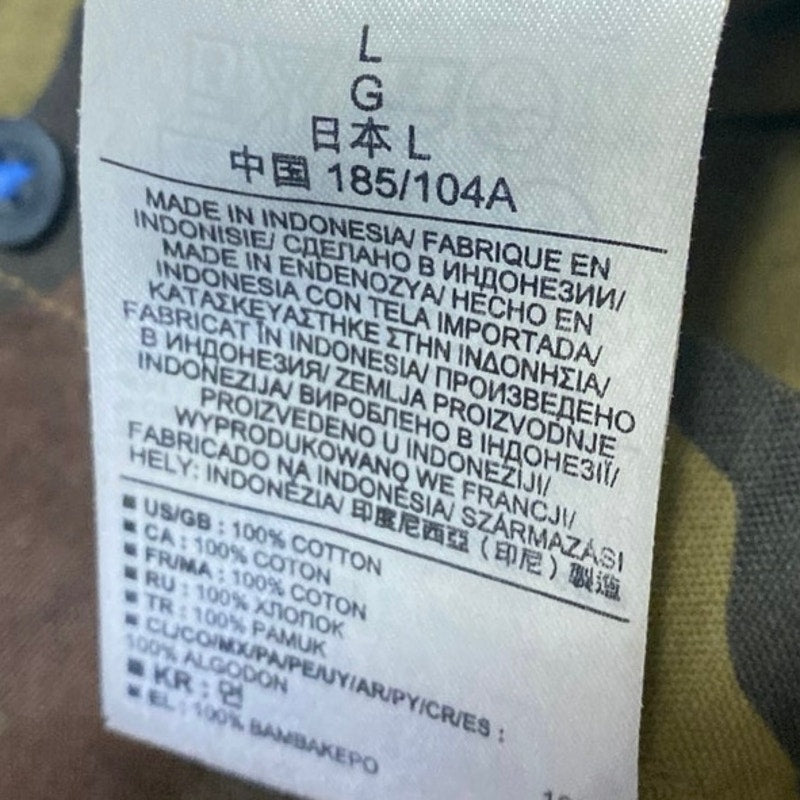 L
G
日本 L
中国 185/104A
MADE IN INDONESIA/ FABRIQUE EN
INDONISIE/ СДЕЛАНО В ИНДОНЕЗИИ/
MADE IN ENDENOZYA/ HECHO EN
INDONESIA CON TELA IMPORTADA/
ΚΑΤΑΣΚΕΥΑΣΤΗΚΕ ΣΤΗΝ ΙΝΔΟΝΗΣΙΑ/
FABRICAT ÎN INDONESIA/ ПРОИЗВЕДЕНО
В ИНДОНЕЗИЯ/ ZEMLJA PROIZVODNJE
INDONEZIJA/ ВИРОБЛЕНО В ІНДОНЕЗІЇ/
PROIZVEDENO U INDONEZIJI/
WYPRODUKOWANO WE FRANCJI/
FABRICADO NA INDONÉSIA/ SZÁRMAZÁSI
HELY: INDONÉZIA/ 印度尼西亞 (印尼) 製造
■ US/GB : 100% COTTON
■ CA : 100% COTON
■ FR/MA : 100% COTON
■ RU : 100% ХЛОПОК
■ TR : 100% PAMUK
■ CL/CO/MX/PA/PE/UY/AR/PY/CR/ES :
100% ALGODON
■ KR : 면
■ EL : 100% ΒΑΜΒΑΚΕΡΟ